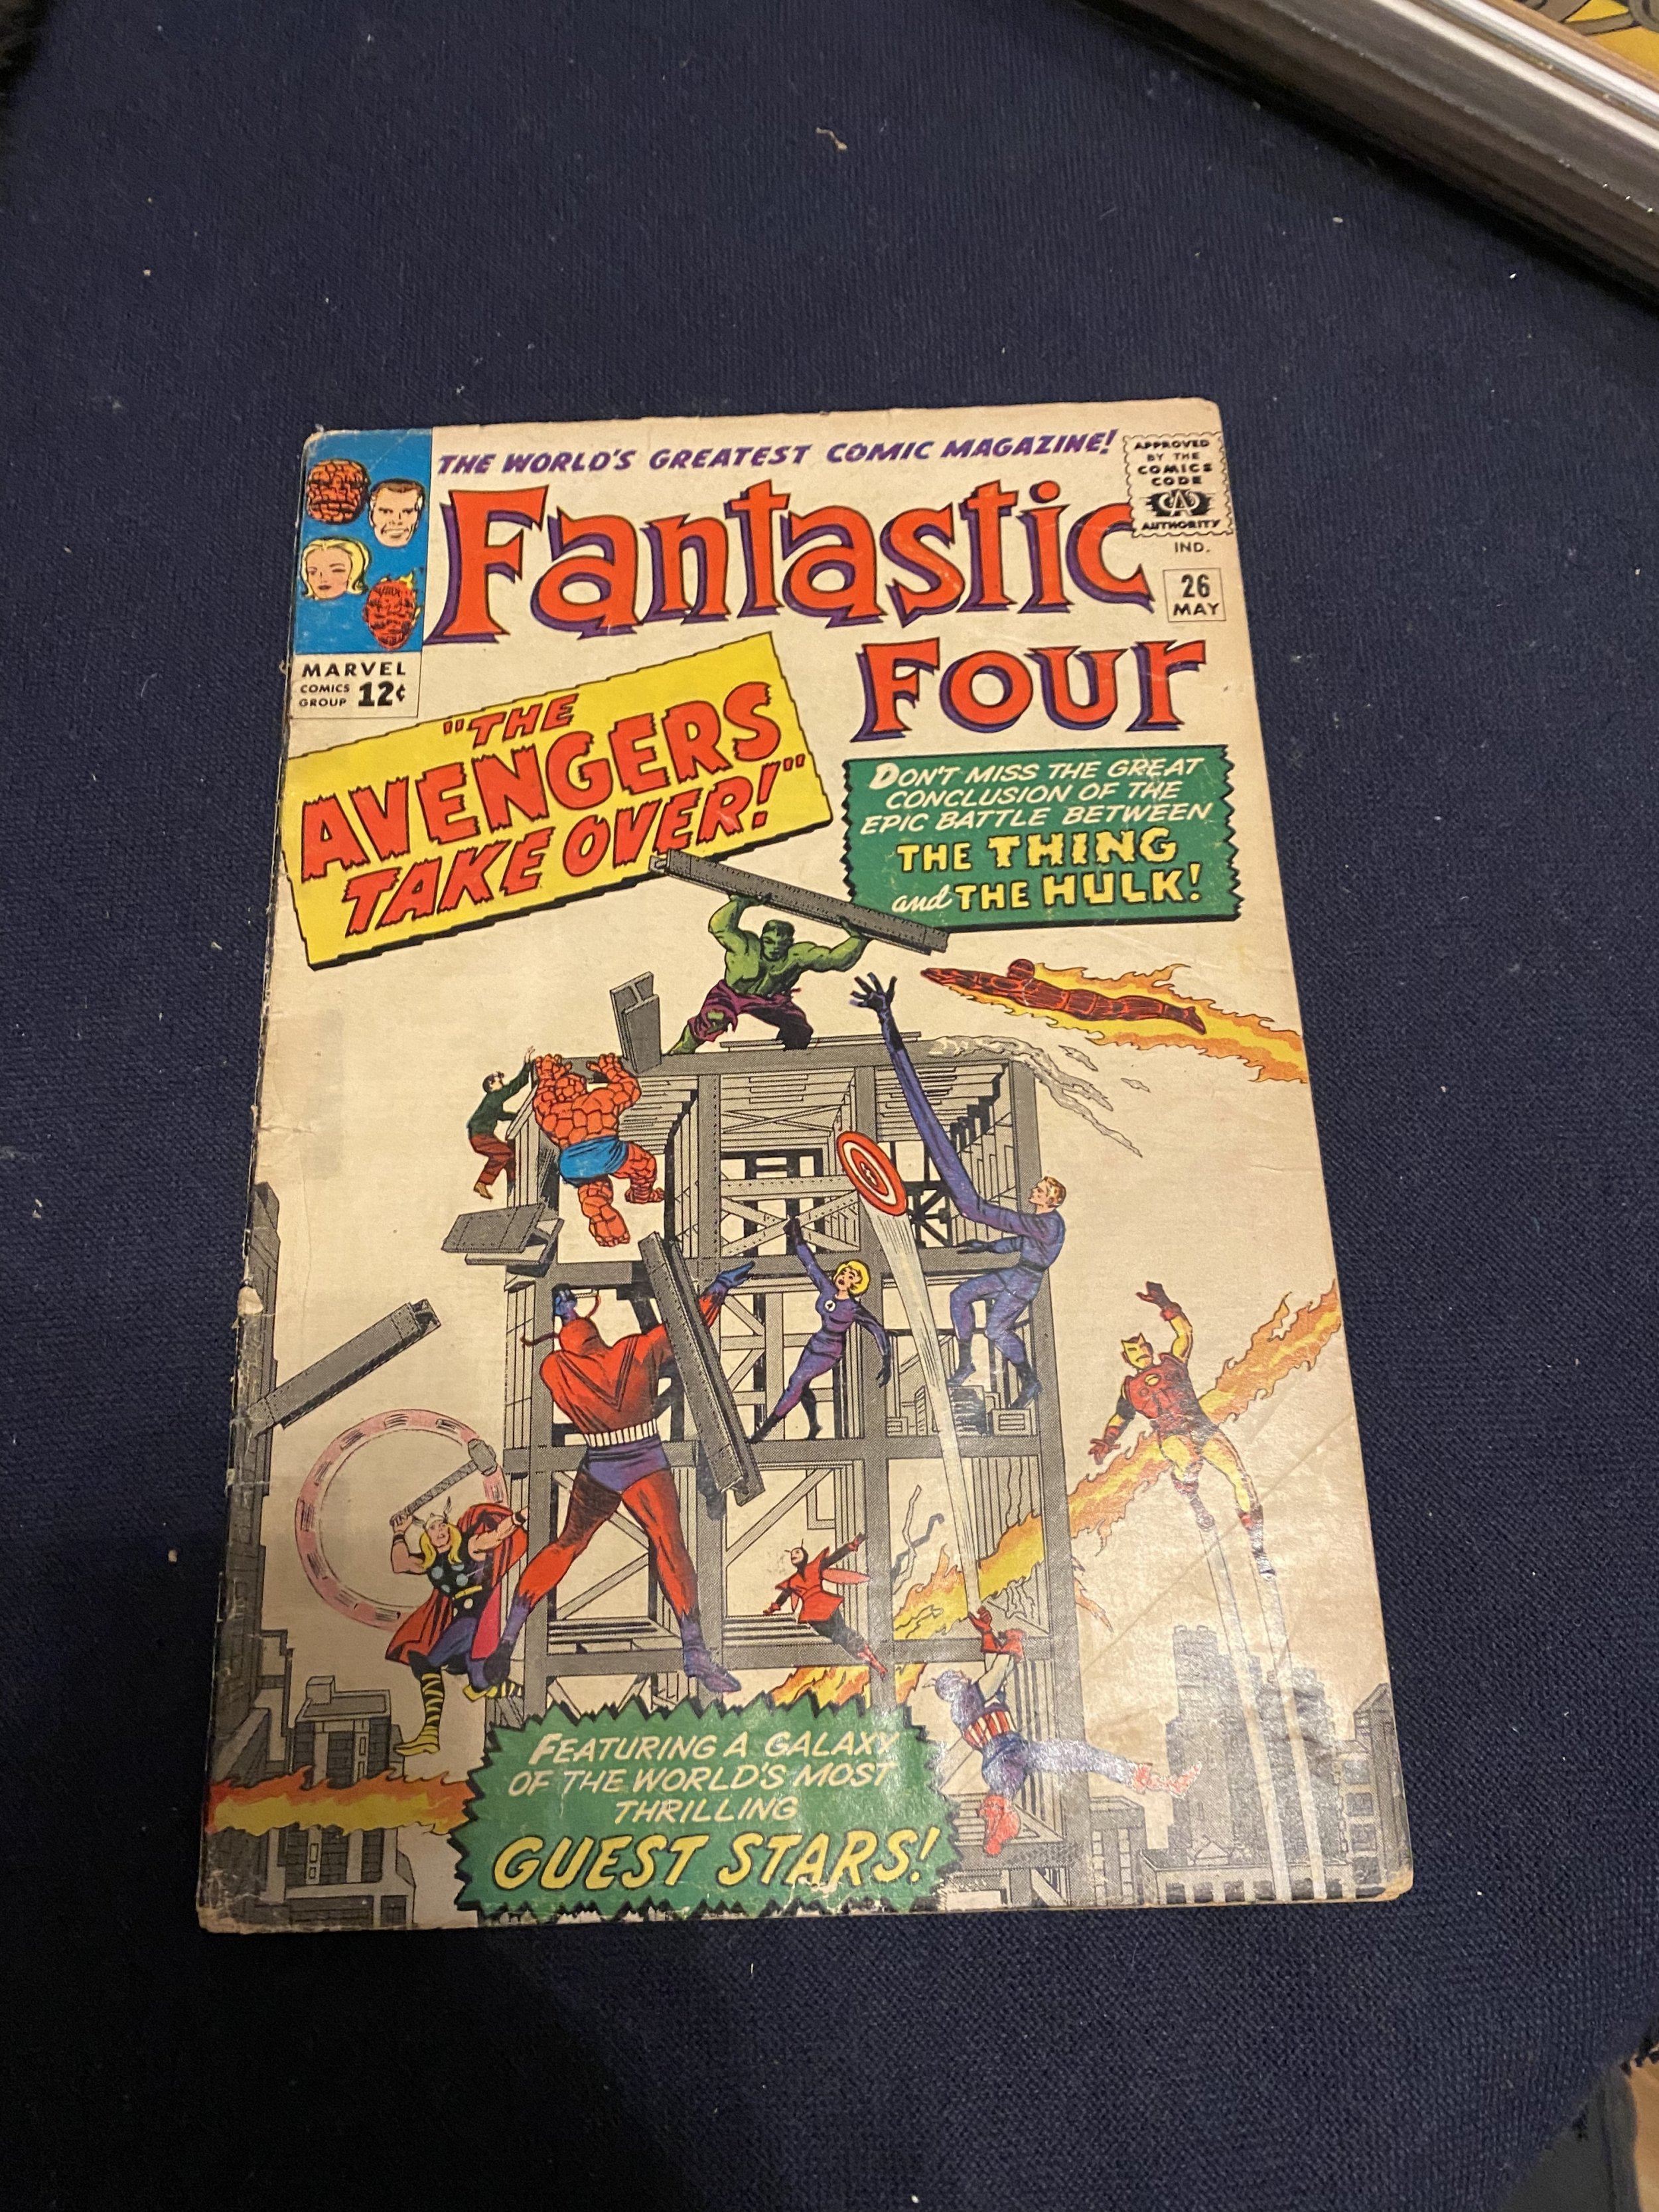 THE WORLD'S GREATEST COMIC MAGAZINE!
APPROVED
BY THE
COMICS
CODE
CA
AUTHORITY
Fantastic
Four
IND.
26
MAY
MARVEL
COMICS
GROUP 12¢
"THE
AVENGERS
TAKE OVER!"
DON'T MISS THE GREAT
CONCLUSION OF THE
EPIC BATTLE BETWEEN
THE THING
and THE HULK!
4
FEATURING A GALAXY
OF THE WORLD'S MOST
THRILLING
GUEST STARS!